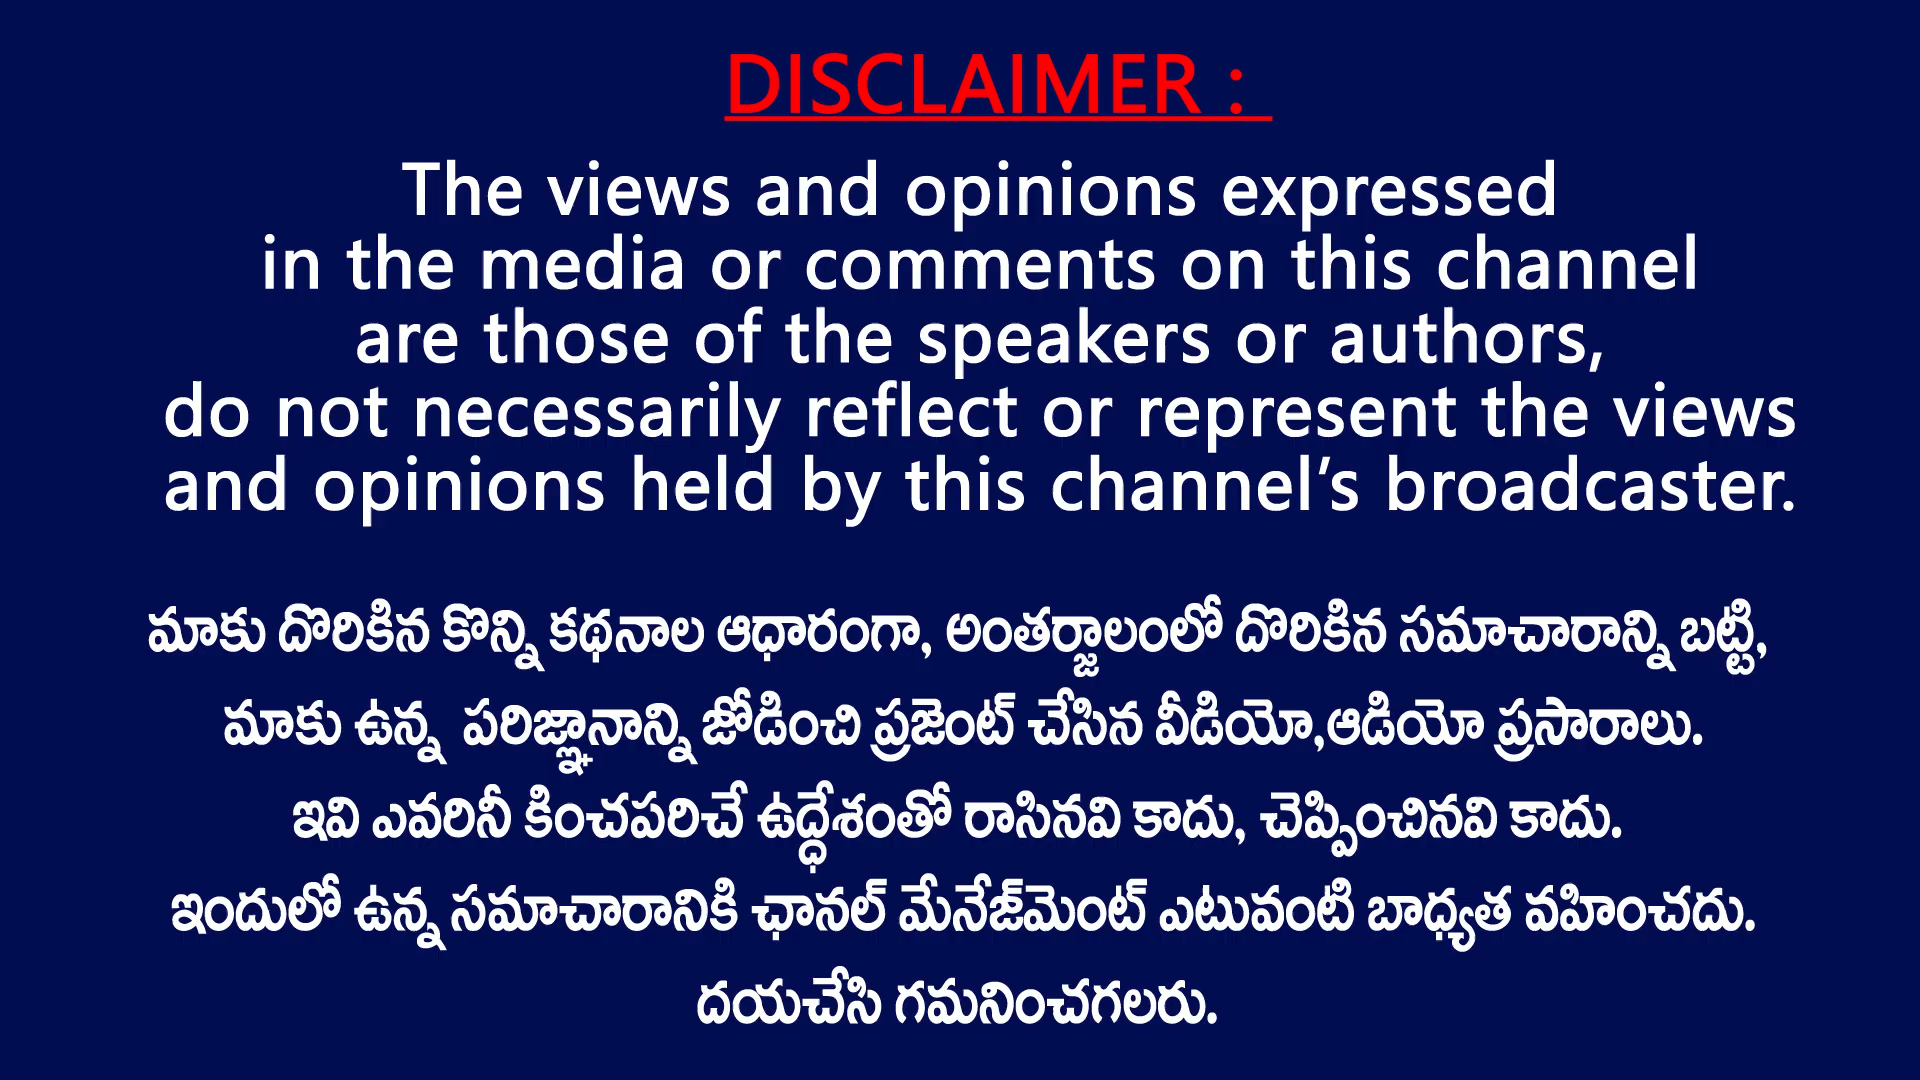 DISCLAIMER :
The views and opinions expressed
in the media or comments on this channel
are those of the speakers or authors,
do not necessarily reflect or represent the views
and opinions held by this channel’s broadcaster.
మాకు దొరికిన కొన్ని కథనాల ఆధారంగా, అంతర్జాలంలో దొరికిన సమాచారాన్ని బట్టి,
మాకు ఉన్న పరిజ్ఞానాన్ని జోడించి ప్రజెంట్ చేసిన వీడియో,ఆడియో ప్రసారాలు.
ఇవి ఎవరినీ కించపరిచే ఉద్ధేశంతో రాసినవి కాదు, చెప్పించినవి కాదు.
ఇందులో ఉన్న సమాచారానికి ఛానల్ మేనేజ్‌మెంట్ ఎటువంటి బాధ్యత వహించదు.
దయచేసి గమనించగలరు.